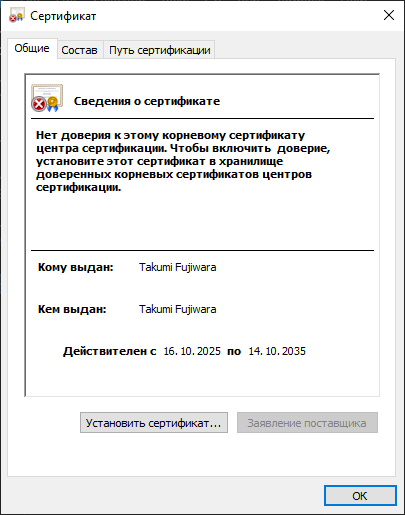 Сертификат
Общие Состав Путь сертификации
Сведения о сертификате
Нет доверия к этому корневому сертификату
центра сертификации. Чтобы включить доверие,
установите этот сертификат в хранилище
доверенных корневых сертификатов центров
сертификации.
Кому выдан: Takumi Fujiwara
Кем выдан: Takumi Fujiwara
Действителен с 16.10.2025 по 14.10.2035
Установить сертификат... Заявление поставщика
ОК